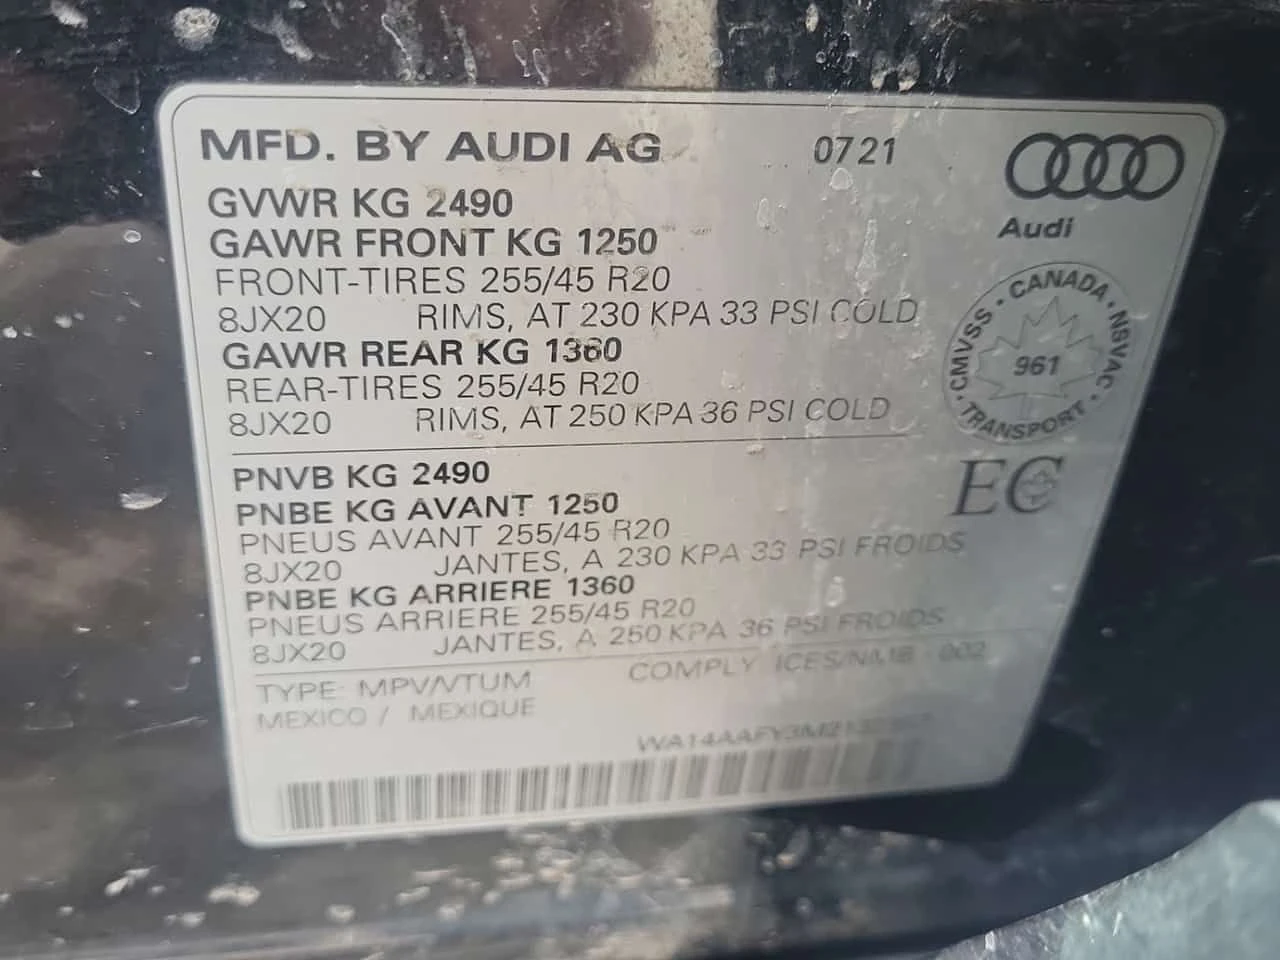 MFD. BY AUDI AG 0721
Audi
GVWR KG 2490
GAWR FRONT KG 1250
FRONT-TIRES 255/45 R20
8JX20 RIMS, AT 230 KPA 33 PSI COLD
GAWR REAR KG 1360
REAR-TIRES 255/45 R20
8JX20 RIMS, AT 250 KPA 36 PSI COLD
CANADA · NSVAC · TRANSPORT · CMVSS ·
961
EC
PNVB KG 2490
PNBE KG AVANT 1250
PNEUS AVANT 255/45 R20
8JX20 JANTES, A 230 KPA 33 PSI FROIDS
PNBE KG ARRIERE 1360
PNEUS ARRIERE 255/45 R20
8JX20 JANTES, A 250 KPA 36 PSI FROIDS
TYPE: MPV/VTUM COMPLY ICES/NMB - 002
MEXICO / MEXIQUE